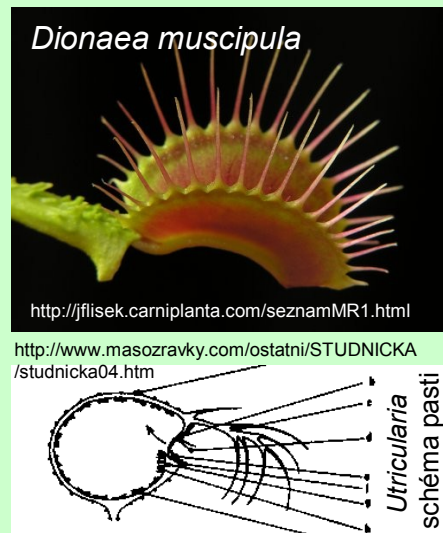 Dionaea muscipula
http://jflisek.carniplanta.com/seznamMR1.html
http://www.masozravky.com/ostatni/STUDNICKA
/studnicka04.htm
Utricularia
schéma pasti